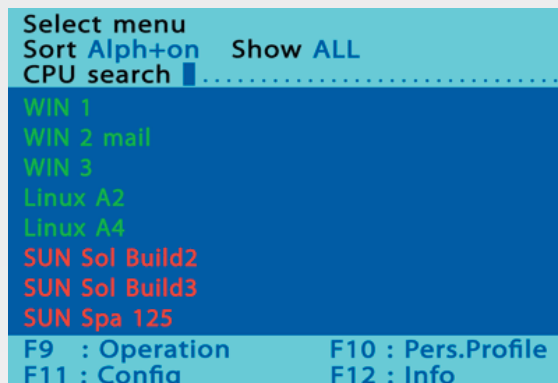 Select menu
Sort Alph+on Show ALL
CPU search ................................
WIN 1
WIN 2 mail
WIN 3
Linux A2
Linux A4
SUN Sol Build2
SUN Sol Build3
SUN Spa 125
F9 : Operation F10 : Pers.Profile
F11 : Config F12 : Info